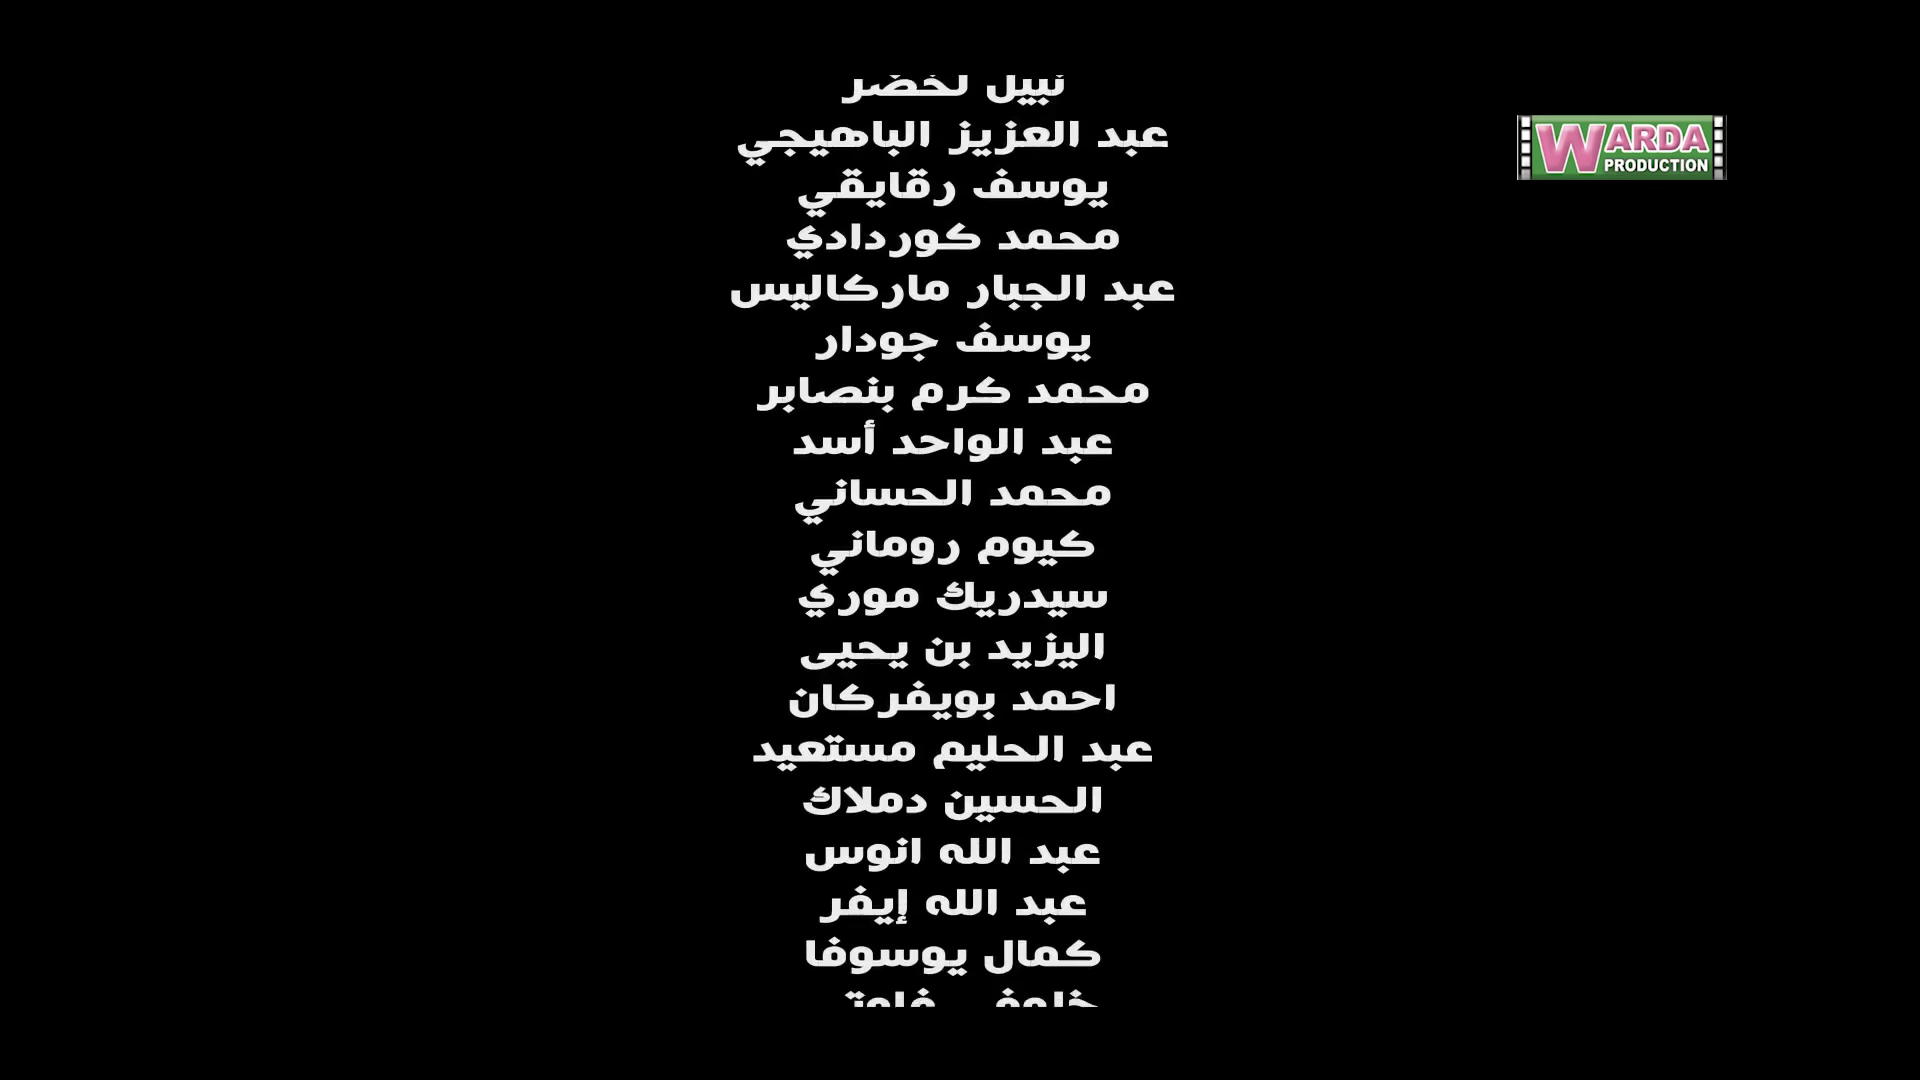 نبيل لخضر
عبد العزيز الباهيجي
يوسف رقايقي
محمد كوردادي
عبد الجبار ماركاليس
يوسف جودار
محمد كرم بنصابر
عبد الواحد أسد
محمد الحساني
كيوم روماني
سيدريك موري
اليزيد بن يحيى
احمد بويفركان
عبد الحليم مستعيد
الحسين دملاك
عبد الله انوس
عبد الله إيفر
كمال يوسوفا
WARDA
PRODUCTION